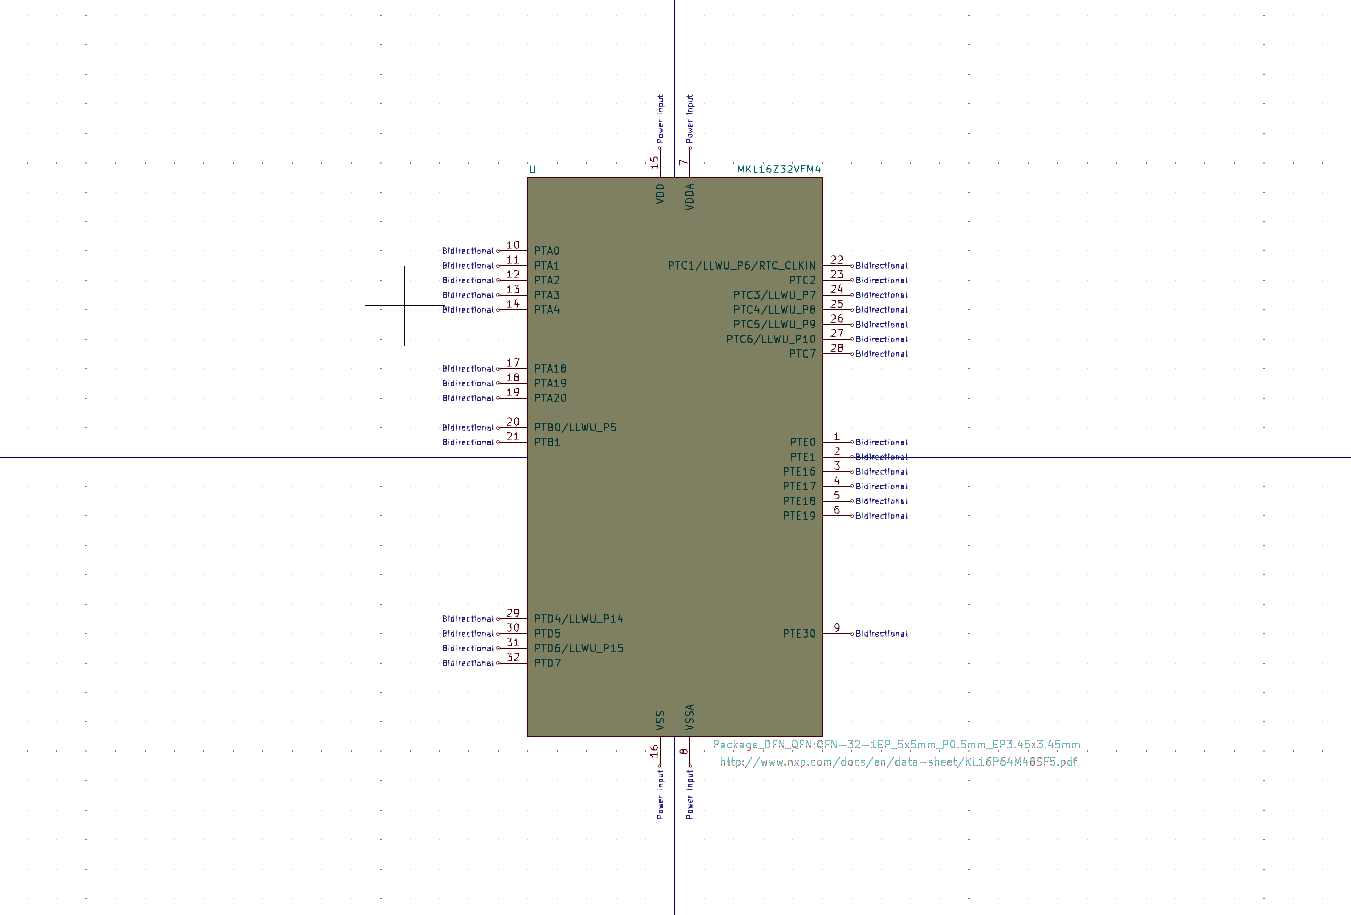 Power Input
Power Input
15
7
U
MKL16Z32VFM4
VDD
VDDA
Bidirectional 10 PTA0
Bidirectional 11 PTA1
Bidirectional 12 PTA2
Bidirectional 13 PTA3
Bidirectional 14 PTA4
PTC1/LLWU_P6/RTC_CLKIN 22 Bidirectional
PTC2 23 Bidirectional
PTC3/LLWU_P7 24 Bidirectional
PTC4/LLWU_P8 25 Bidirectional
PTC5/LLWU_P9 26 Bidirectional
PTC6/LLWU_P10 27 Bidirectional
PTC7 28 Bidirectional
Bidirectional 17 PTA18
Bidirectional 18 PTA19
Bidirectional 19 PTA20
Bidirectional 20 PTB0/LLWU_P5
Bidirectional 21 PTB1
PTE0 1 Bidirectional
PTE1 2 Bidirectional
PTE16 3 Bidirectional
PTE17 4 Bidirectional
PTE18 5 Bidirectional
PTE19 6 Bidirectional
Bidirectional 29 PTD4/LLWU_P14
Bidirectional 30 PTD5
Bidirectional 31 PTD6/LLWU_P15
Bidirectional 32 PTD7
PTE30 9 Bidirectional
VSS
VSSA
16
8
Package_DFN_QFN:QFN-32-1EP_5x5mm_P0.5mm_EP3.45x3.45mm
http://www.nxp.com/docs/en/data-sheet/KL16P64M48SF5.pdf
Power Input
Power Input